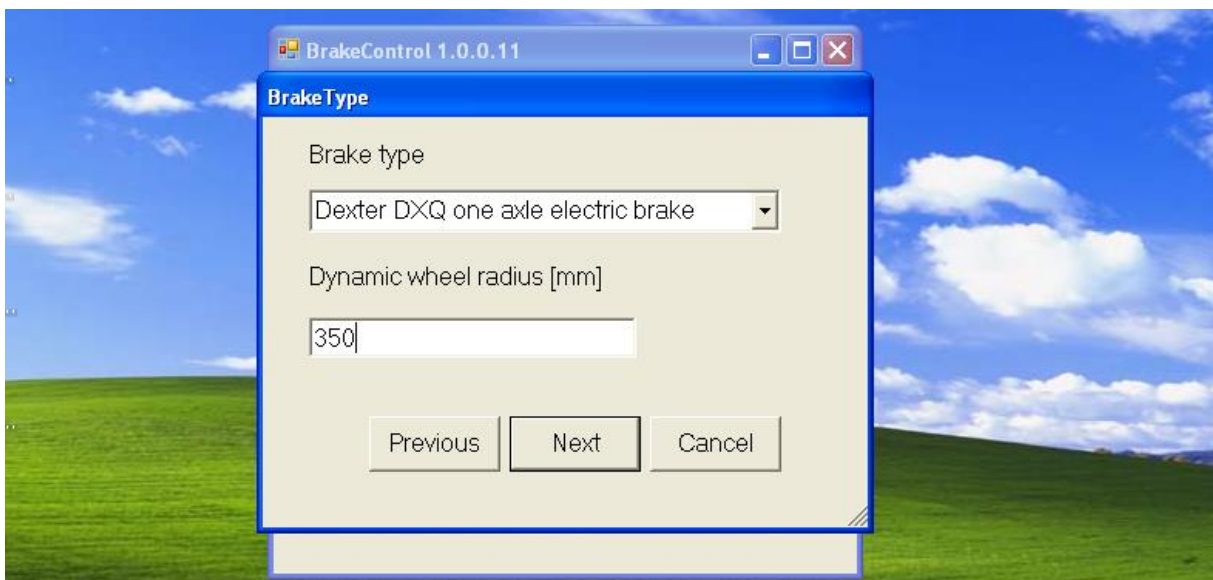 BrakeControl 1.0.0.11
BrakeType
Brake type
Dexter DXQ one axle electric brake
Dynamic wheel radius [mm]
350
Previous Next Cancel